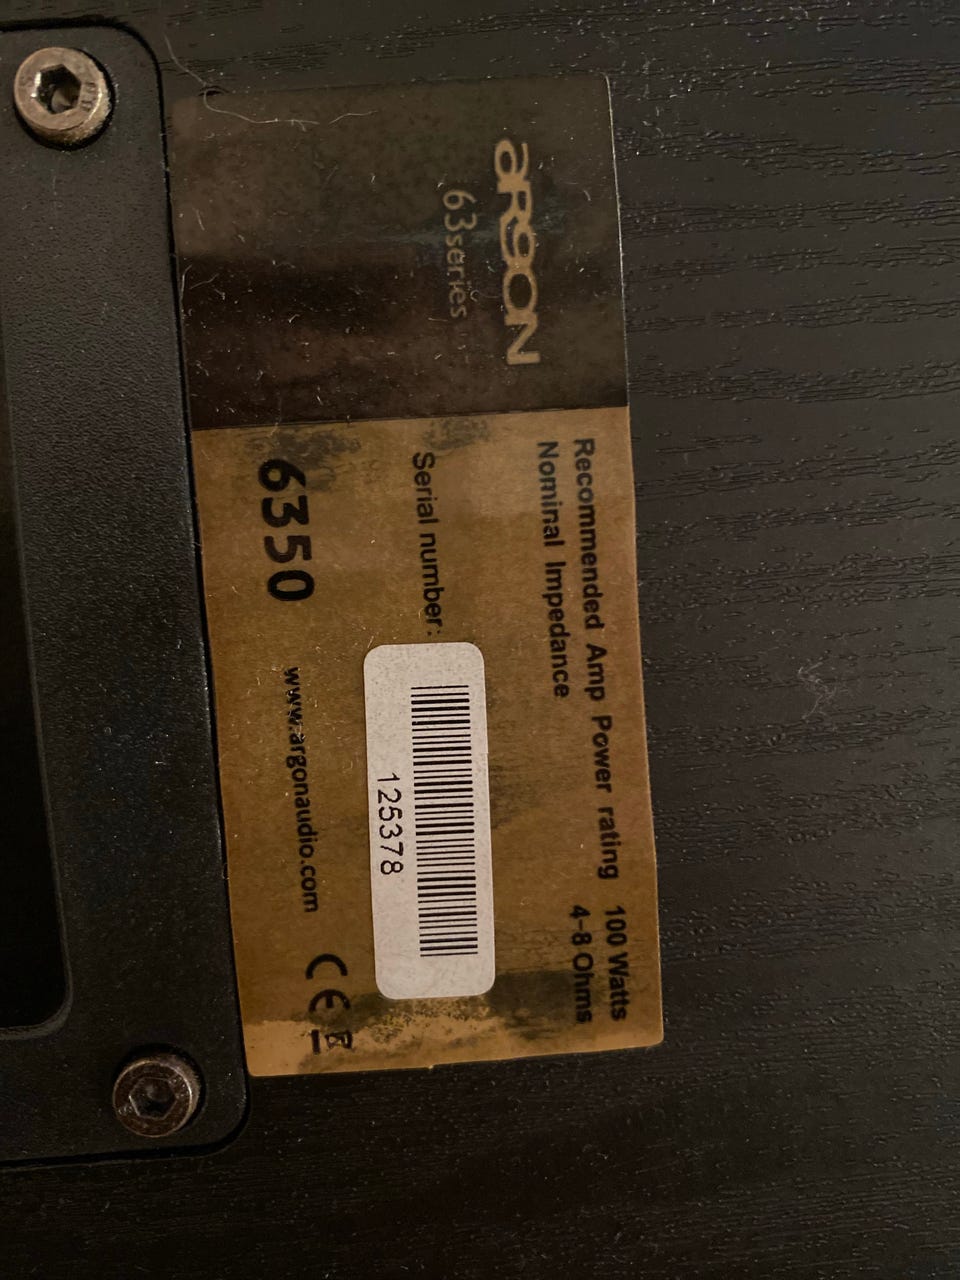 aRgON
63series
Recommended Amp Power rating 100 Watts
Nominal Impedance 4-8 Ohms
Serial number:
125378
6350 www.argonaudio.com CE